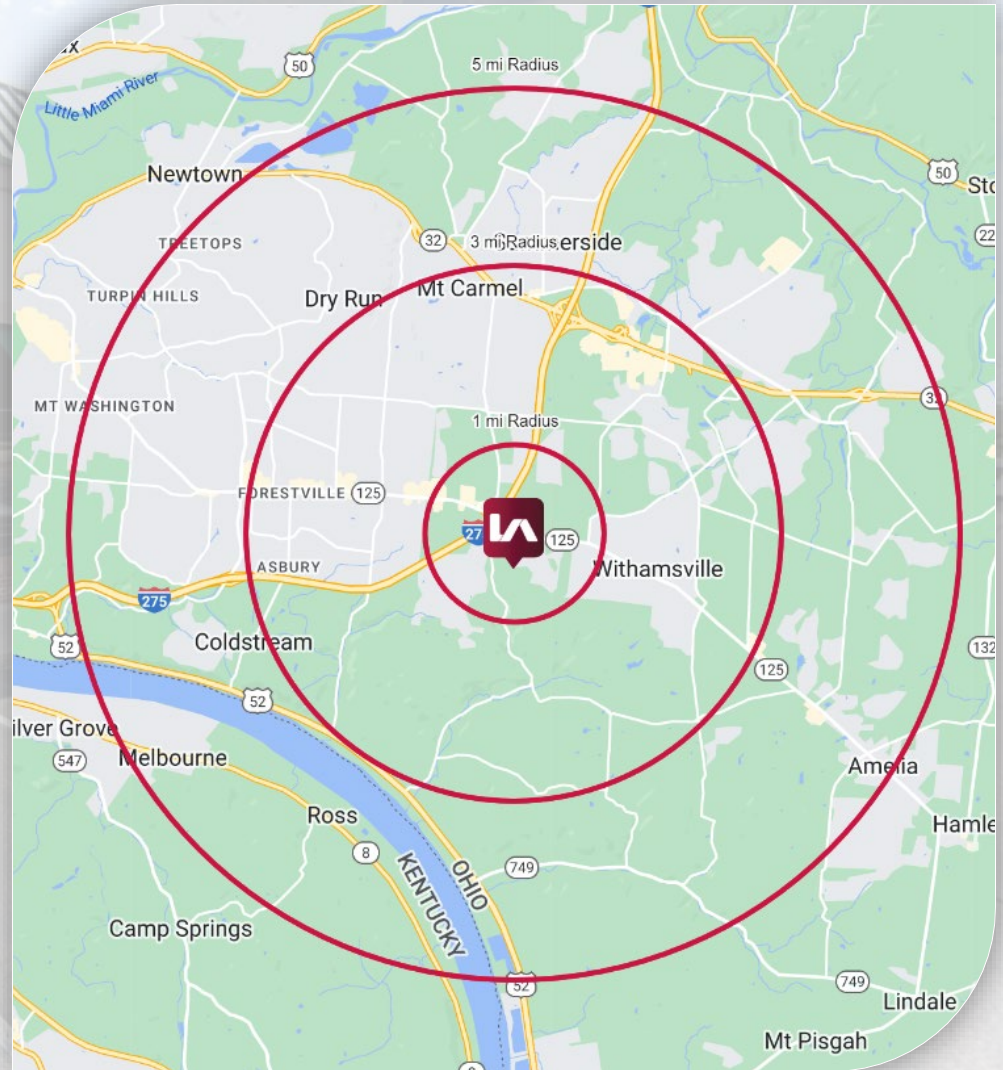 50
Little Miami River
5 mi Radius
Newtown
50
TREETOPS
32
3 mi Radius
erside
22
TURPIN HILLS
Dry Run
Mt Carmel
MT WASHINGTON
32
1 mi Radius
FORESTVILLE
125
125
ASBURY
Withamsville
275
Coldstream
52
132
125
52
ilver Grove
547
Melbourne
Amelia
Ross
Hamle
8
KENTUCKY
OHIO
749
Camp Springs
52
749
Lindale
Mt Pisgah